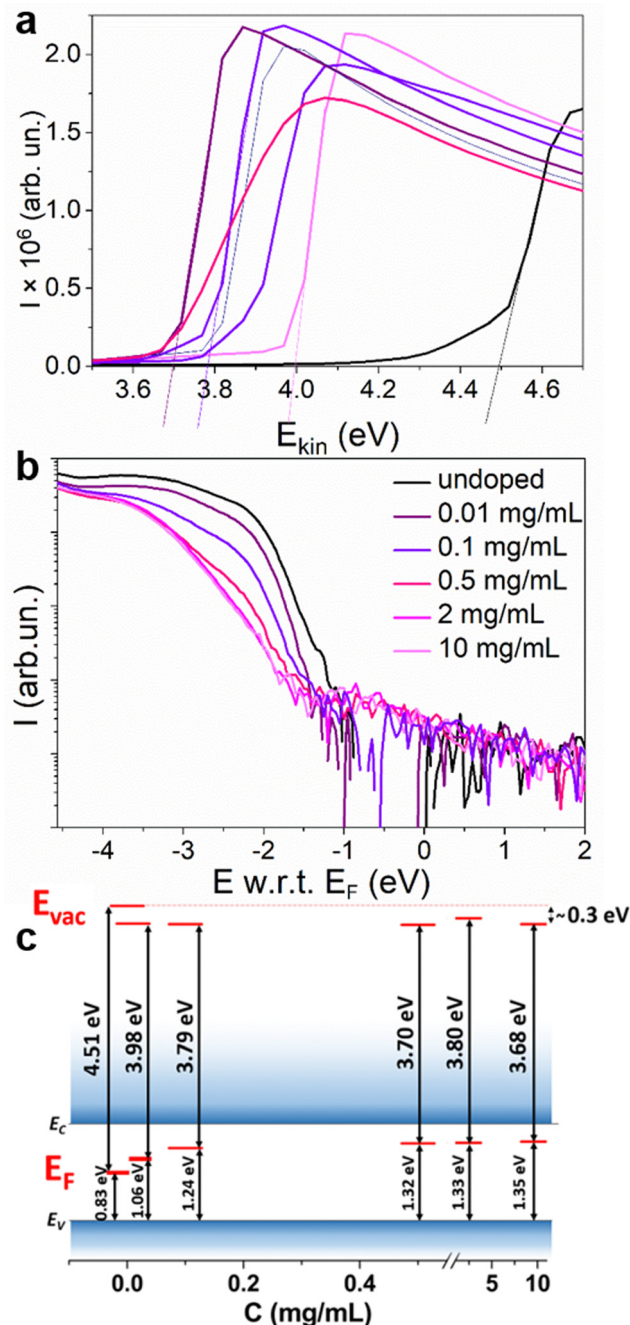 a
I × 10⁶ (arb. un.)
2.0
1.5
1.0
0.5
0.0
3.6 3.8 4.0 4.2 4.4 4.6
E_kin (eV)
b
I (arb.un.)
undoped
0.01 mg/mL
0.1 mg/mL
0.5 mg/mL
2 mg/mL
10 mg/mL
-4 -3 -2 -1 0 1 2
E w.r.t. E_F (eV)
E_vac
~0.3 eV
c
4.51 eV
3.98 eV
3.79 eV
3.70 eV
3.80 eV
3.68 eV
E_C
E_F
0.83 eV
1.06 eV
1.24 eV
1.32 eV
1.33 eV
1.35 eV
E_V
0.0 0.2 0.4 5 10
C (mg/mL)